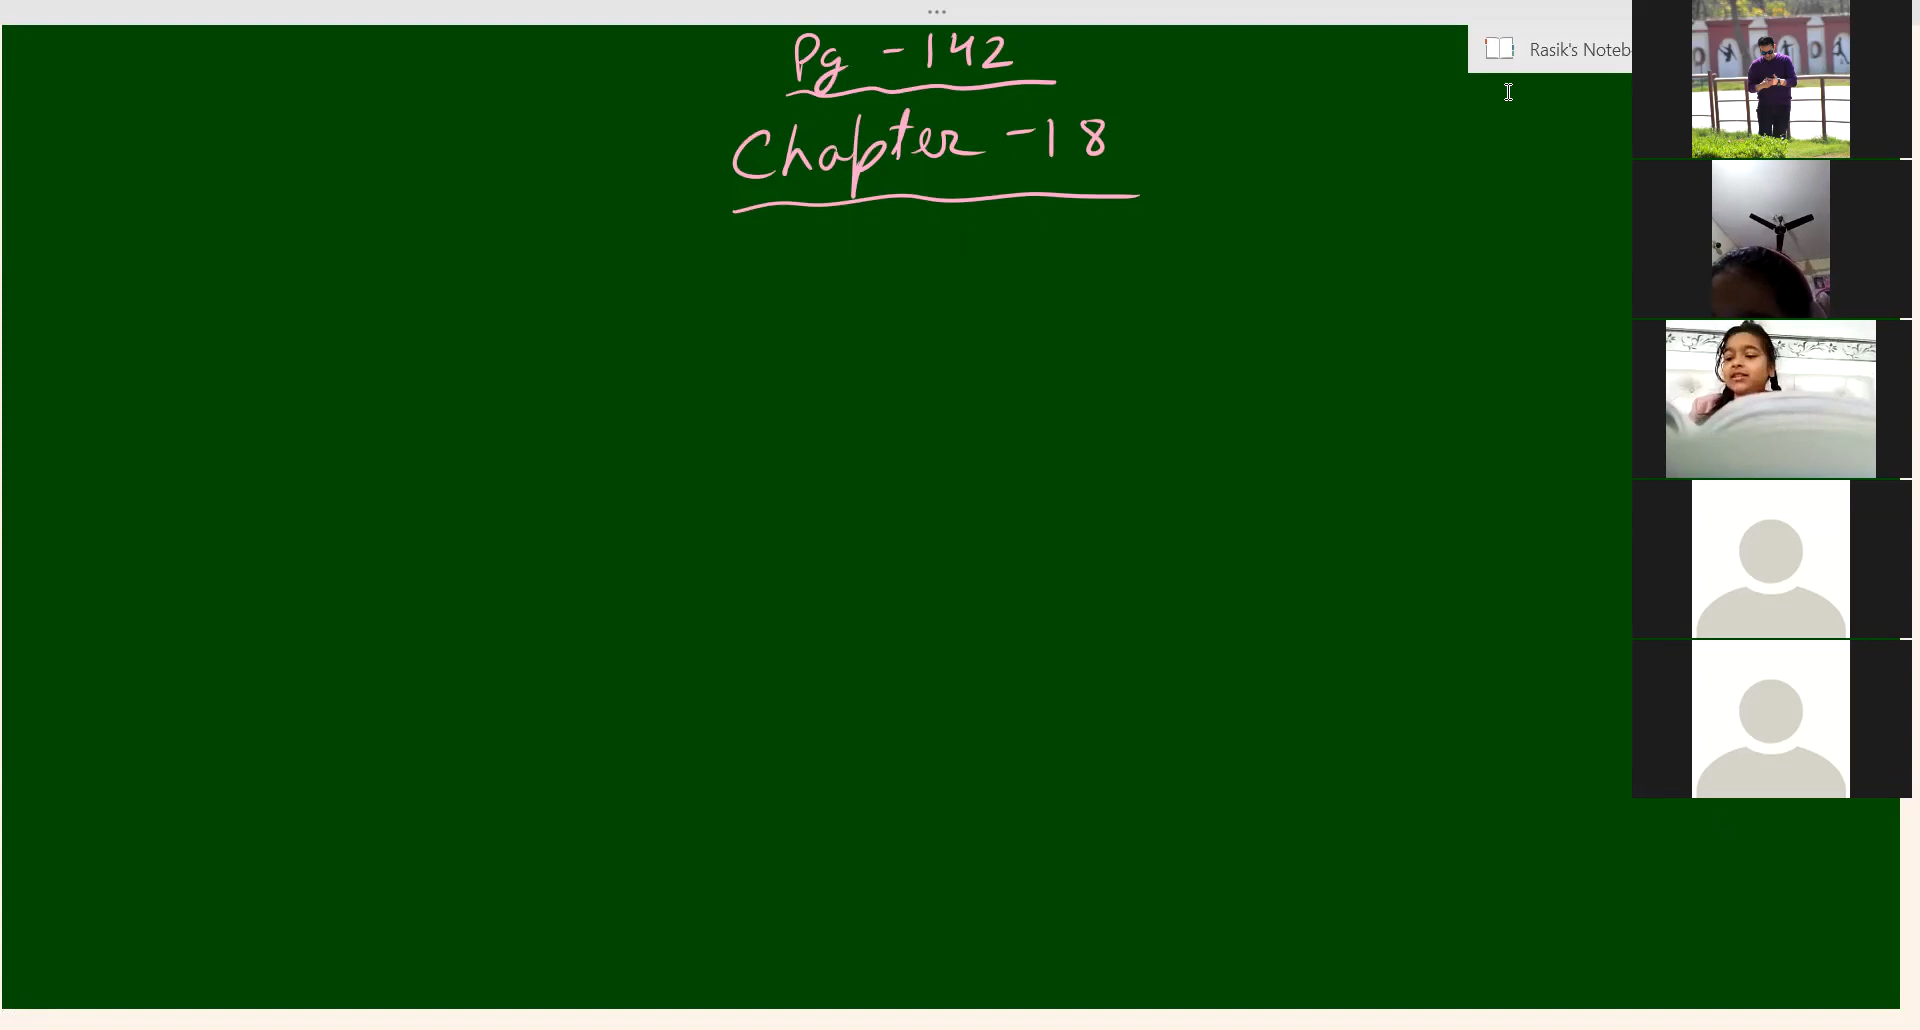 Pg - 142
Chapter - 18
Rasik's Noteb